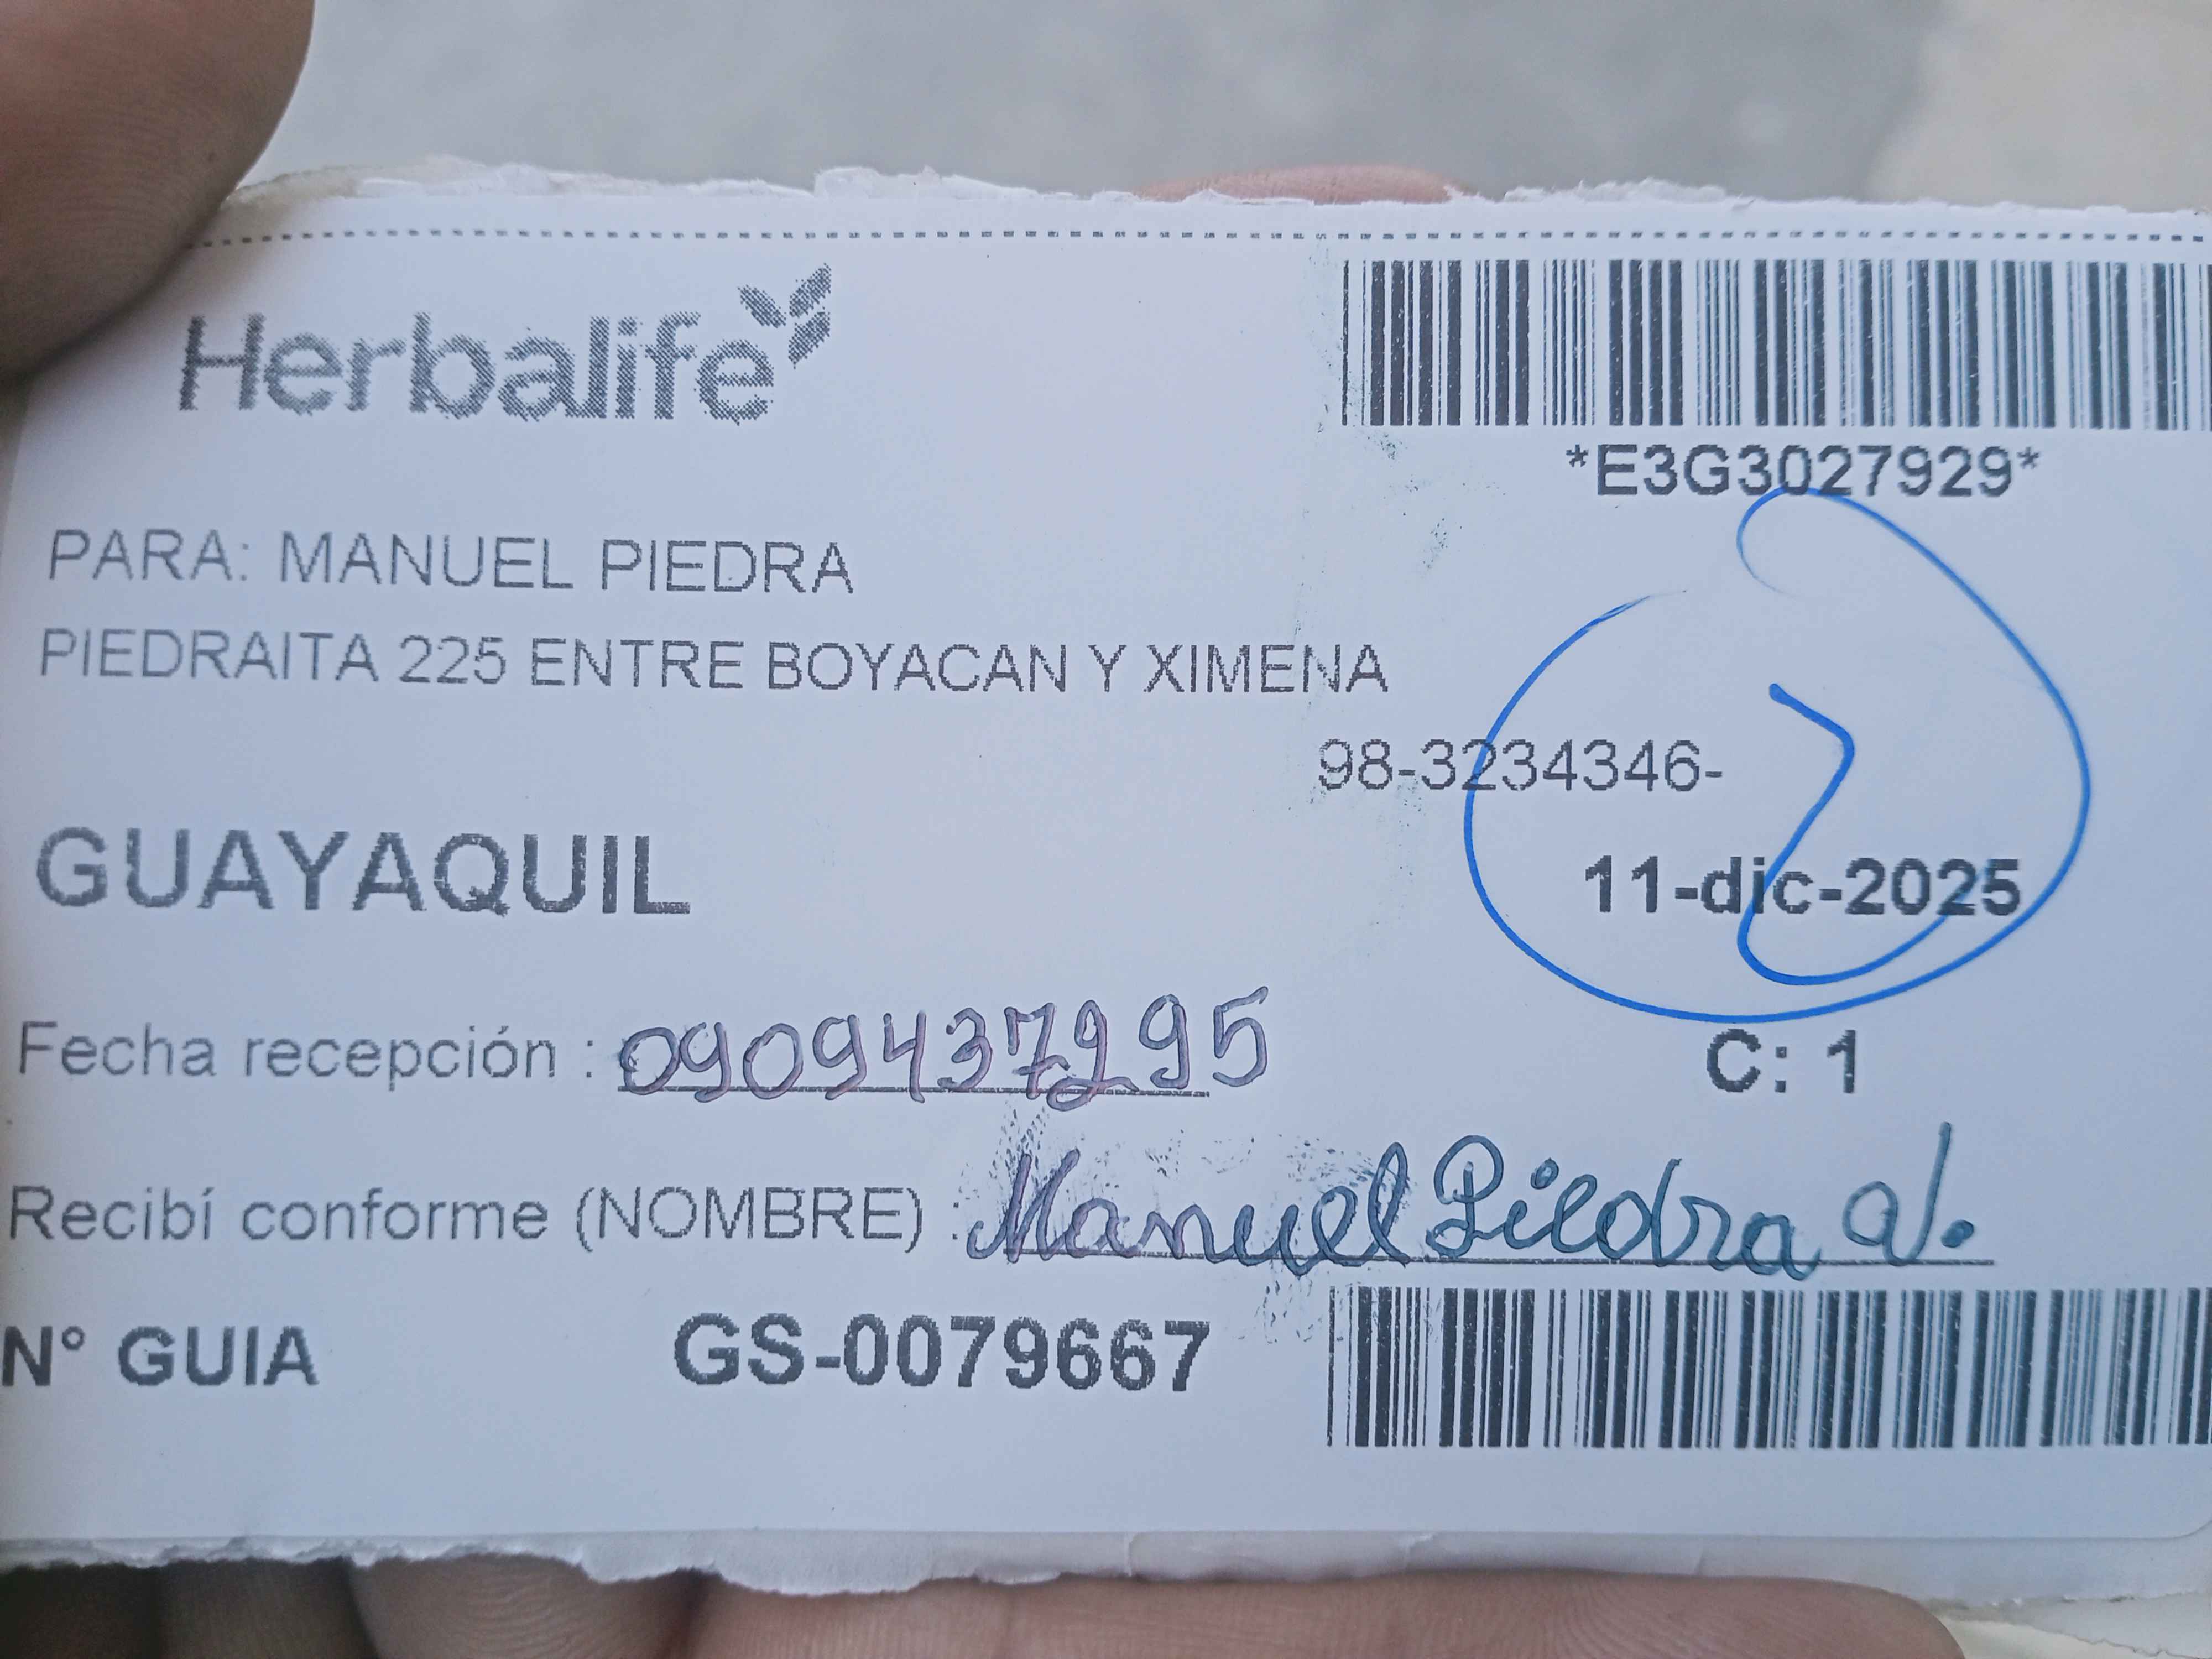 Herbalife
*E3G3027929*
PARA: MANUEL PIEDRA
PIEDRAITA 225 ENTRE BOYACAN Y XIMENA
98-3234346-
GUAYAQUIL
11-dic-2025
2
Fecha recepción : 0909437295
C: 1
Recibí conforme (NOMBRE) : Manuel Piedra V.
N° GUIA GS-0079667